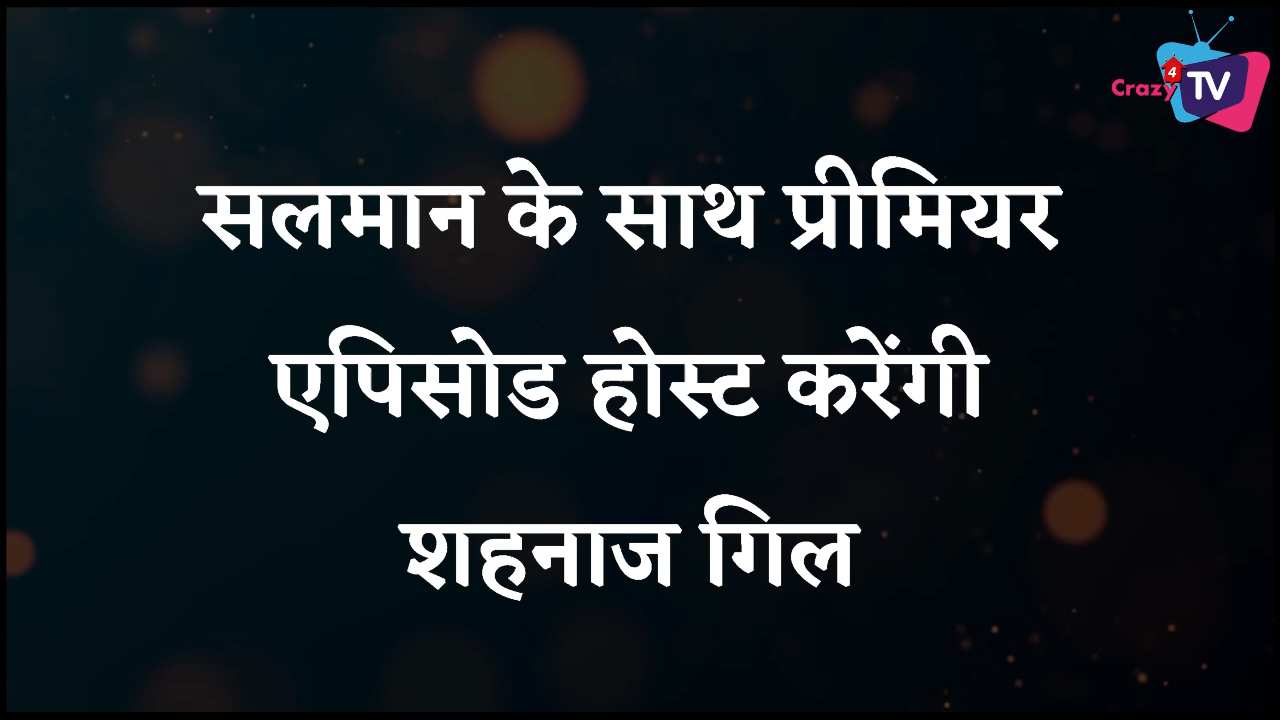 Crazy 4 TV
सलमान के साथ प्रीमियर
एपिसोड होस्ट करेंगी
शहनाज गिल